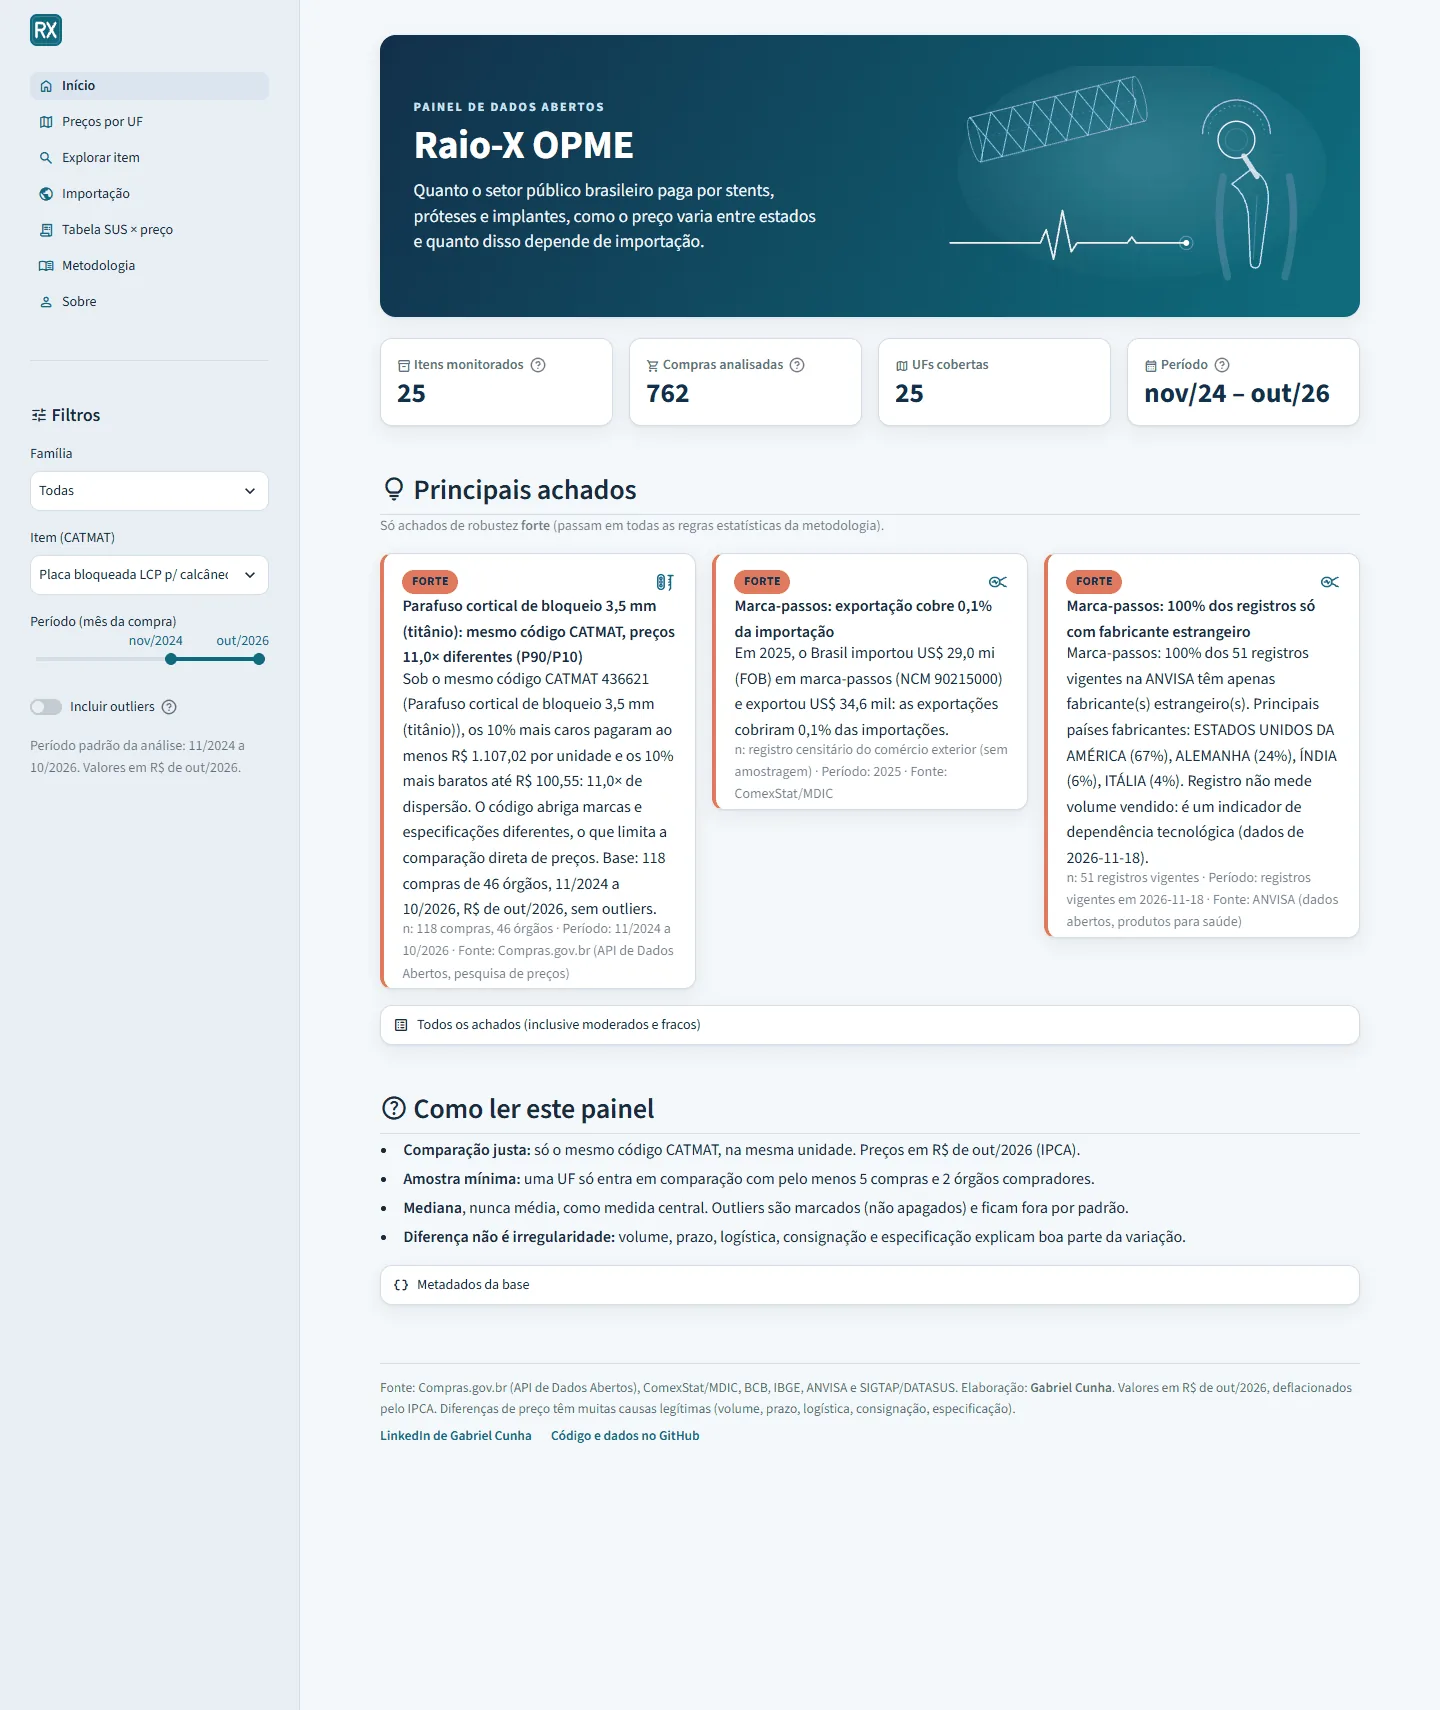 RX
Início
Preços por UF
Explorar item
Importação
Tabela SUS × preço
Metodologia
Sobre
Filtros
Família
Todas
Item (CATMAT)
Placa bloqueada LCP p/ calcâne
Período (mês da compra)
nov/2024 out/2026
Incluir outliers
Período padrão da análise: 11/2024 a
10/2026. Valores em R$ de out/2026.
PAINEL DE DADOS ABERTOS
Raio-X OPME
Quanto o setor público brasileiro paga por stents,
próteses e implantes, como o preço varia entre estados
e quanto disso depende de importação.
Itens monitorados
25
Compras analisadas
762
UFs cobertas
25
Período
nov/24 – out/26
Principais achados
Só achados de robustez forte (passam em todas as regras estatísticas da metodologia).
FORTE
Parafuso cortical de bloqueio 3,5 mm
(titânio): mesmo código CATMAT, preços
11,0× diferentes (P90/P10)
Sob o mesmo código CATMAT 436621
(Parafuso cortical de bloqueio 3,5 mm
(titânio)), os 10% mais caros pagaram ao
menos R$ 1.107,02 por unidade e os 10%
mais baratos até R$ 100,55: 11,0× de
dispersão. O código abriga marcas e
especificações diferentes, o que limita a
comparação direta de preços. Base: 118
compras de 46 órgãos, 11/2024 a
10/2026, R$ de out/2026, sem outliers.
n: 118 compras, 46 órgãos · Período: 11/2024 a
10/2026 · Fonte: Compras.gov.br (API de Dados
Abertos, pesquisa de preços)
FORTE
Marca-passos: exportação cobre 0,1%
da importação
Em 2025, o Brasil importou US$ 29,0 mi
(FOB) em marca-passos (NCM 90215000)
e exportou US$ 34,6 mil: as exportações
cobriram 0,1% das importações.
n: registro censitário do comércio exterior (sem
amostragem) · Período: 2025 · Fonte:
ComexStat/MDIC
FORTE
Marca-passos: 100% dos registros só
com fabricante estrangeiro
Marca-passos: 100% dos 51 registros
vigentes na ANVISA têm apenas
fabricante(s) estrangeiro(s). Principais
países fabricantes: ESTADOS UNIDOS DA
AMÉRICA (67%), ALEMANHA (24%), ÍNDIA
(6%), ITÁLIA (4%). Registro não mede
volume vendido: é um indicador de
dependência tecnológica (dados de
2026-11-18).
n: 51 registros vigentes · Período: registros
vigentes em 2026-11-18 · Fonte: ANVISA (dados
abertos, produtos para saúde)
Todos os achados (inclusive moderados e fracos)
Como ler este painel
• Comparação justa: só o mesmo código CATMAT, na mesma unidade. Preços em R$ de out/2026 (IPCA).
• Amostra mínima: uma UF só entra em comparação com pelo menos 5 compras e 2 órgãos compradores.
• Mediana, nunca média, como medida central. Outliers são marcados (não apagados) e ficam fora por padrão.
• Diferença não é irregularidade: volume, prazo, logística, consignação e especificação explicam boa parte da variação.
Metadados da base
Fonte: Compras.gov.br (API de Dados Abertos), ComexStat/MDIC, BCB, IBGE, ANVISA e SIGTAP/DATASUS. Elaboração: Gabriel Cunha. Valores em R$ de out/2026, deflacionados
pelo IPCA. Diferenças de preço têm muitas causas legítimas (volume, prazo, logística, consignação, especificação).
LinkedIn de Gabriel Cunha Código e dados no GitHub